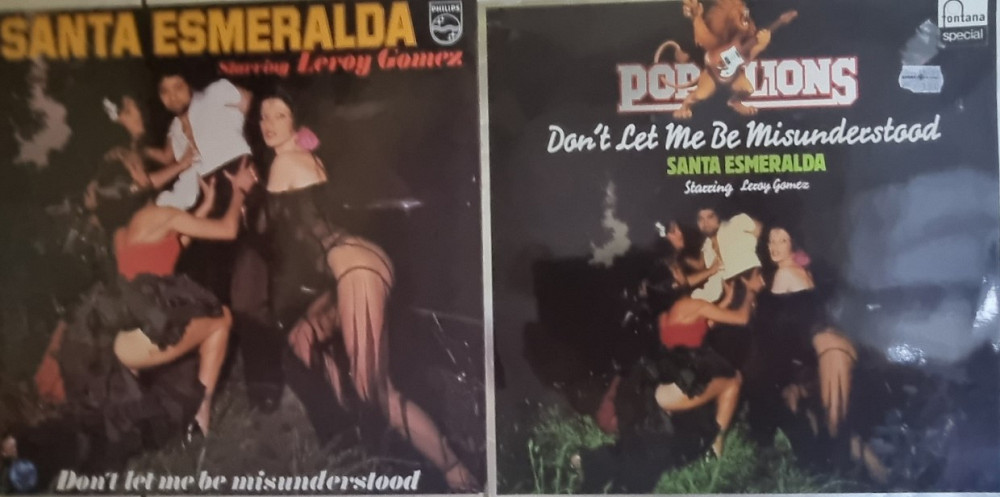 SANTA ESMERALDA
PHILIPS
Starring Leroy Gomez
Don't let me be misunderstood
fontana
special
POP LIONS
Don't Let Me Be Misunderstood
SANTA ESMERALDA
Starring Leroy Gomez